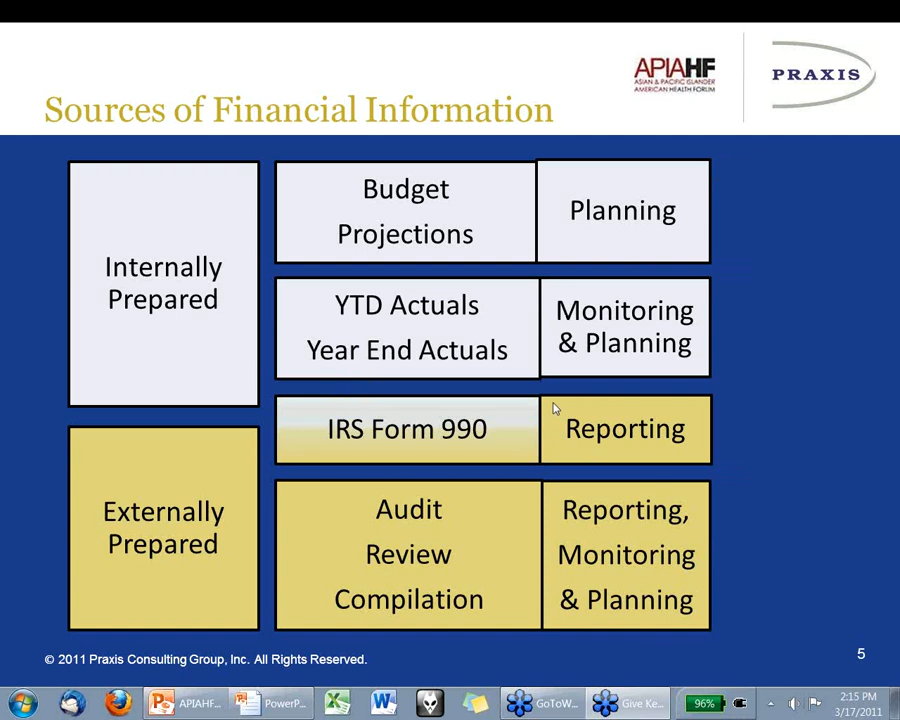 APIAHF
ASIAN & PACIFIC ISLANDER
AMERICAN HEALTH FORUM
PRAXIS
Sources of Financial Information
Internally
Prepared
Budget
Projections
Planning
YTD Actuals
Year End Actuals
Monitoring
& Planning
IRS Form 990
Reporting
Externally
Prepared
Audit
Review
Compilation
Reporting,
Monitoring
& Planning
© 2011 Praxis Consulting Group, Inc. All Rights Reserved.
5
APIAHF...
PowerP...
GoToW...
Give Ke...
96%
2:15 PM
3/17/2011